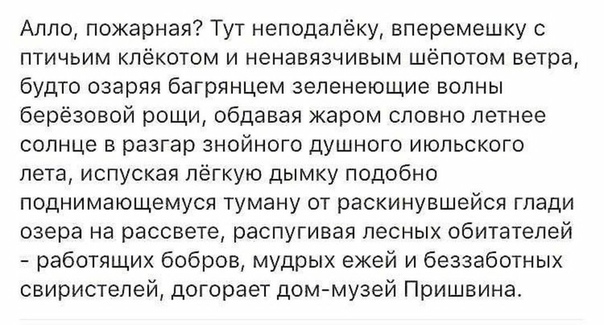 Алло, пожарная? Тут неподалёку, вперемешку с
птичьим клёкотом и ненавязчивым шёпотом ветра,
будто озаряя багрянцем зеленеющие волны
берёзовой рощи, обдавая жаром словно летнее
солнце в разгар знойного душного июльского
лета, испуская лёгкую дымку подобно
поднимающемуся туману от раскинувшейся глади
озера на рассвете, распугивая лесных обитателей
- работящих бобров, мудрых ежей и беззаботных
свиристелей, догорает дом-музей Пришвина.